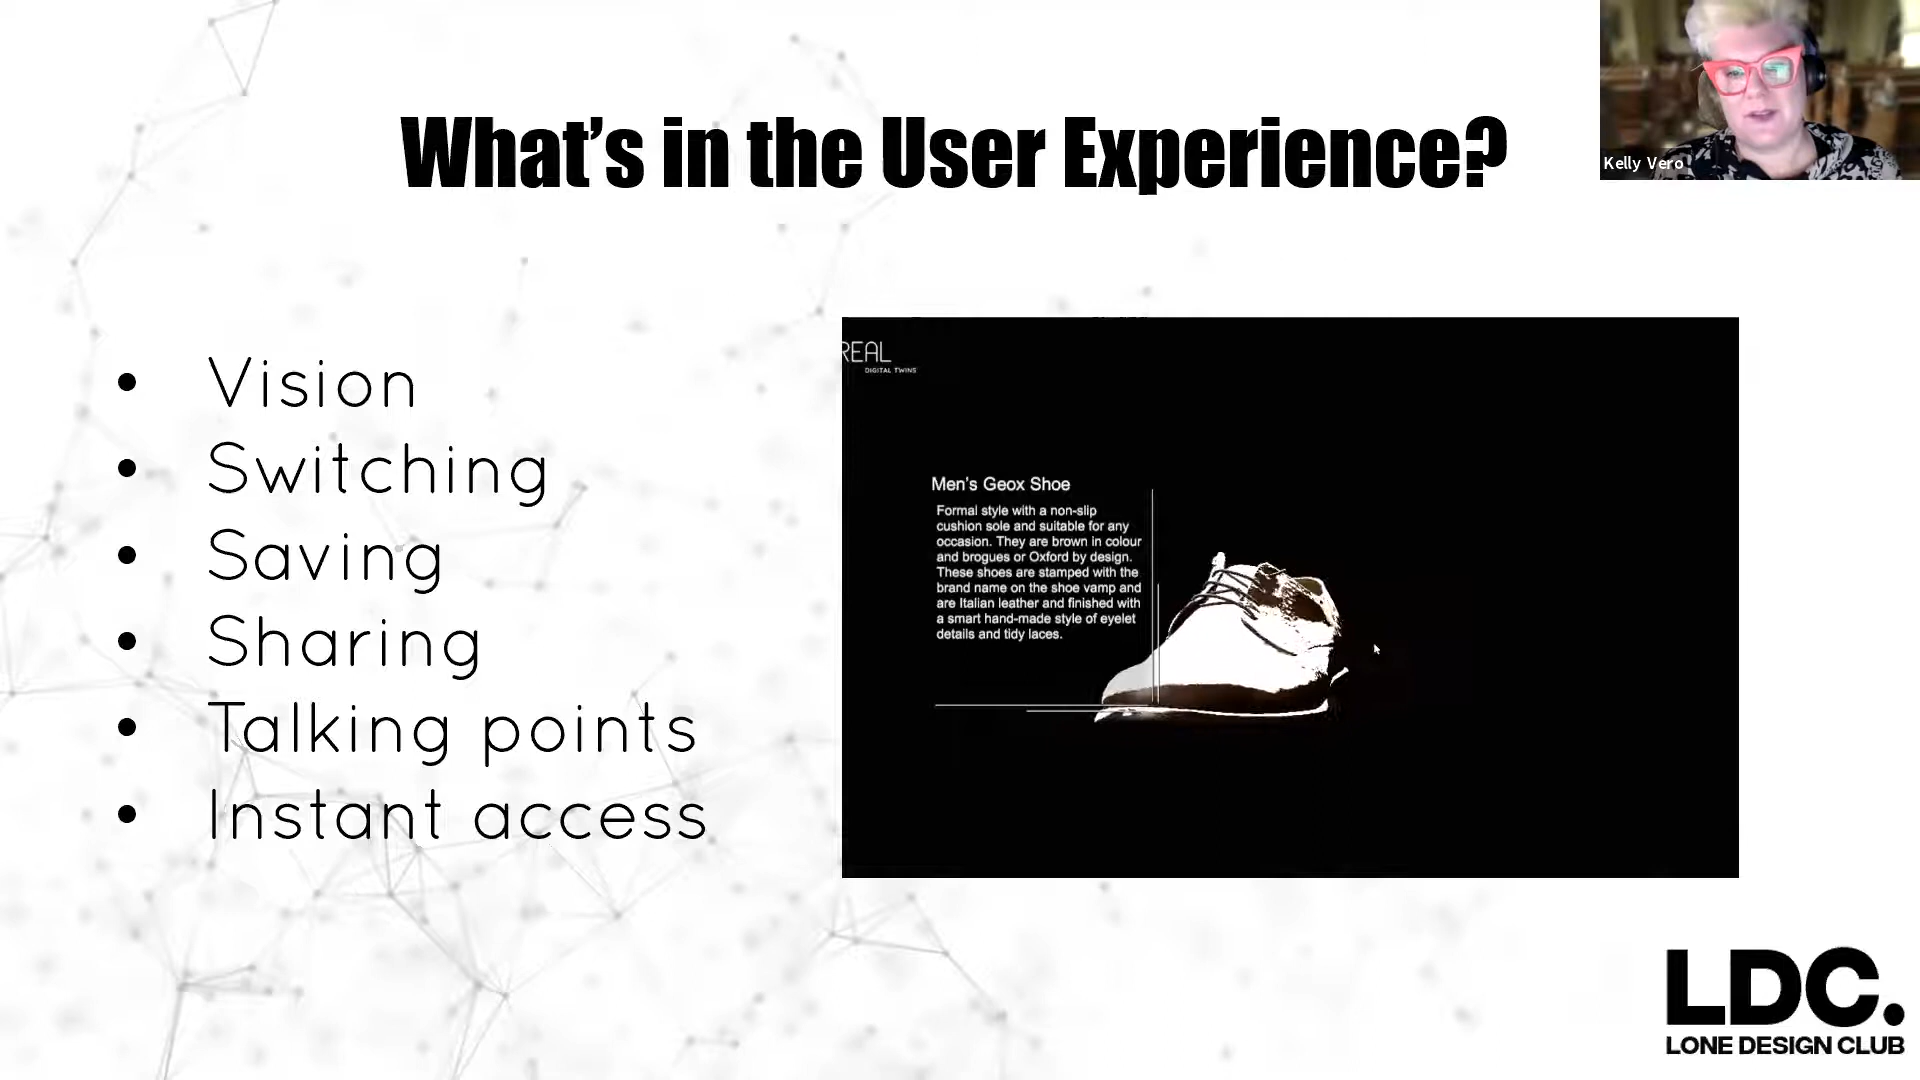 What's in the User Experience?
Kelly Vero
• Vision
• Switching
• Saving
• Sharing
• Talking points
• Instant access
REAL
DIGITAL TWINS
Men's Geox Shoe
Formal style with a non-slip
cushion sole and suitable for any
occasion. They are brown in colour
and brogues or Oxford by design.
These shoes are stamped with the
brand name on the shoe vamp and
are Italian leather and finished with
a smart hand-made style of eyelet
details and tidy laces.
LDC.
LONE DESIGN CLUB